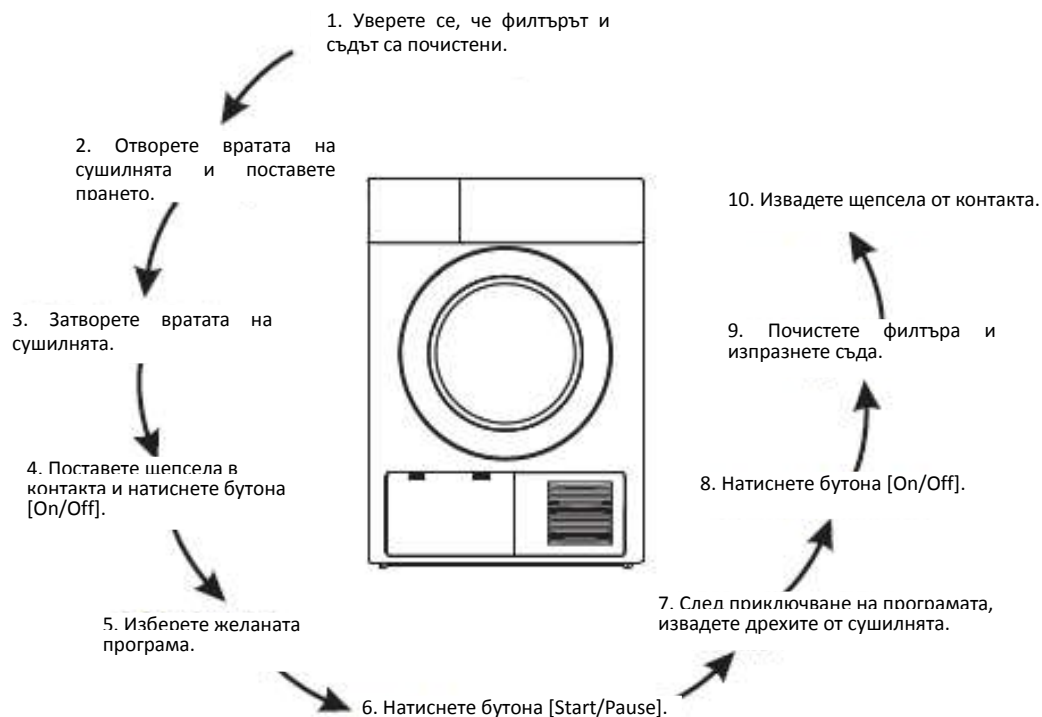 1. Уверете се, че филтърът и
съдът са почистени.
2. Отворете вратата на
сушилнята и поставете
прането.
3. Затворете вратата на
сушилнята.
4. Поставете щепсела в
контакта и натиснете бутона
[On/Off].
5. Изберете желаната
програма.
6. Натиснете бутона [Start/Pause].
7. След приключване на програмата,
извадете дрехите от сушилнята.
8. Натиснете бутона [On/Off].
9. Почистете филтъра и
изпразнете съда.
10. Извадете щепсела от контакта.